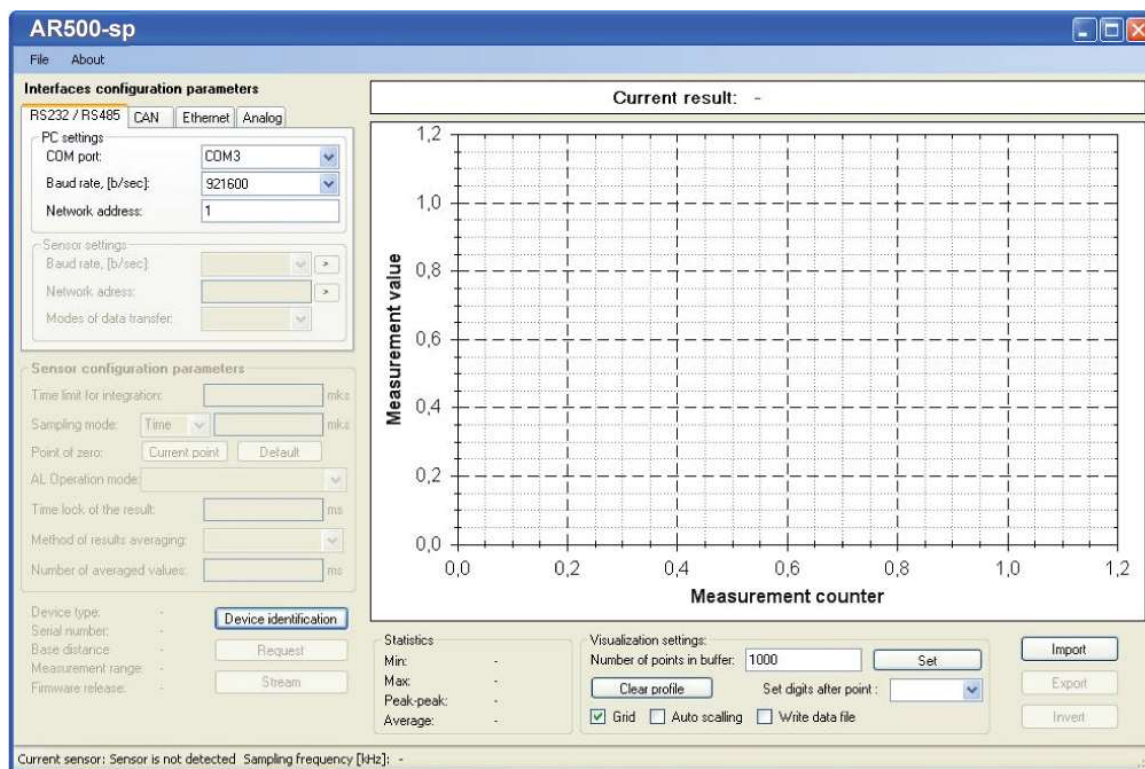 AR500-sp
File About
Interfaces configuration parameters
RS232 / RS485 CAN Ethernet Analog
PC settings
COM port: COM3
Baud rate, [b/sec]: 921600
Network address: 1
Sensor settings
Baud rate, [b/sec]: >
Network adress: >
Modes of data transfer:
Sensor configuration parameters
Time limit for integration: mks
Sampling mode: Time mks
Point of zero: Current point Default
AL Operation mode:
Time lock of the result: ms
Method of results averaging:
Number of averaged values: ms
Device type: -
Serial number: -
Base distance -
Measurement range: -
Firmware release: -
Device identification
Request
Stream
Current result: -
Measurement value
1,2
1,0
0,8
0,6
0,4
0,2
0,0
0,0 0,2 0,4 0,6 0,8 1,0 1,2
Measurement counter
Statistics
Min: -
Max: -
Peak-peak: -
Average: -
Visualization settings:
Number of points in buffer: 1000 Set
Clear profile Set digits after point :
Grid Auto scalling Write data file
Import
Export
Invert
Current sensor: Sensor is not detected Sampling frequency [kHz]: -